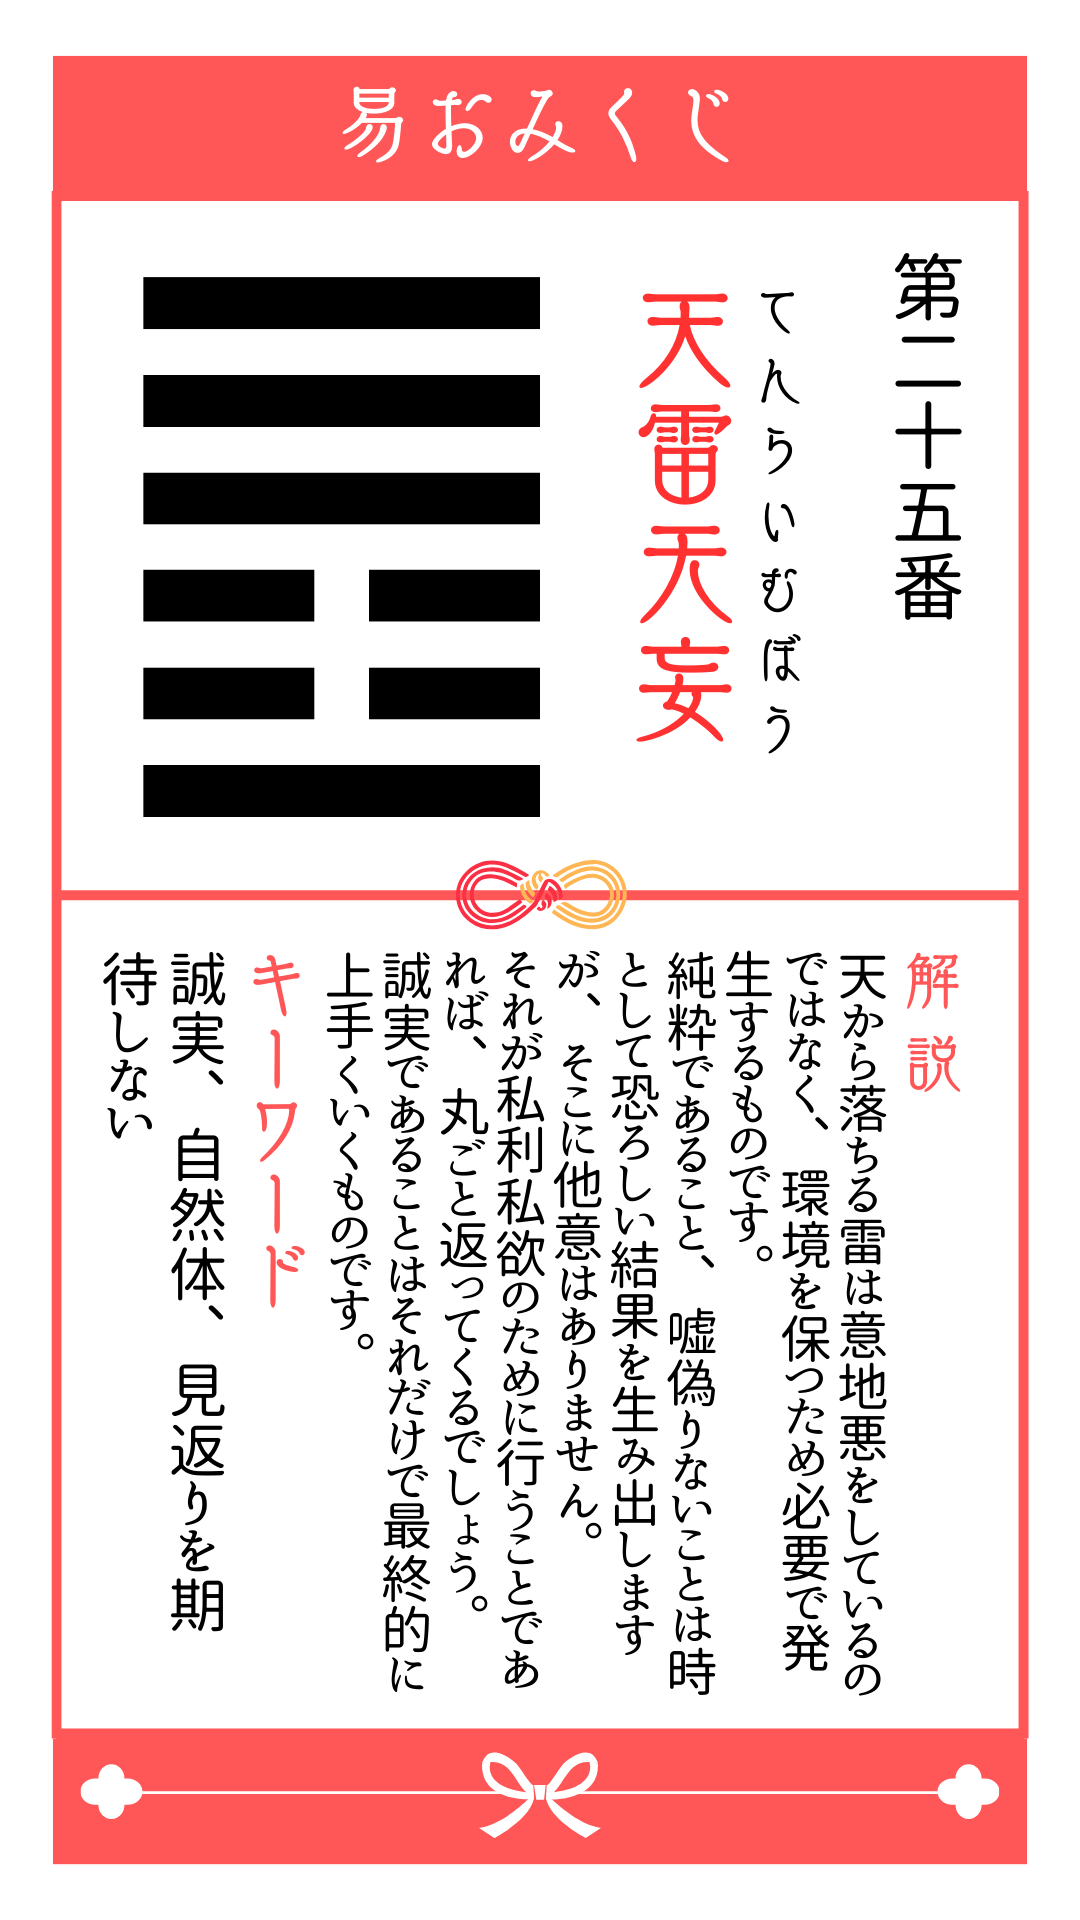 易おみくじ
第二十五番
てんらいむぼう
天雷无妄
解説
天から落ちる雷は意地悪をしているの
ではなく、環境を保つため必要で発
生するものです。
純粋であること、嘘偽りないことは時
として恐ろしい結果を生み出します
が、そこに他意はありません。
それが私利私欲のために行うことであ
れば、丸ごと返ってくるでしょう。
誠実であることはそれだけで最終的に
上手くいくものです。
キーワード
誠実、自然体、見返りを期
待しない